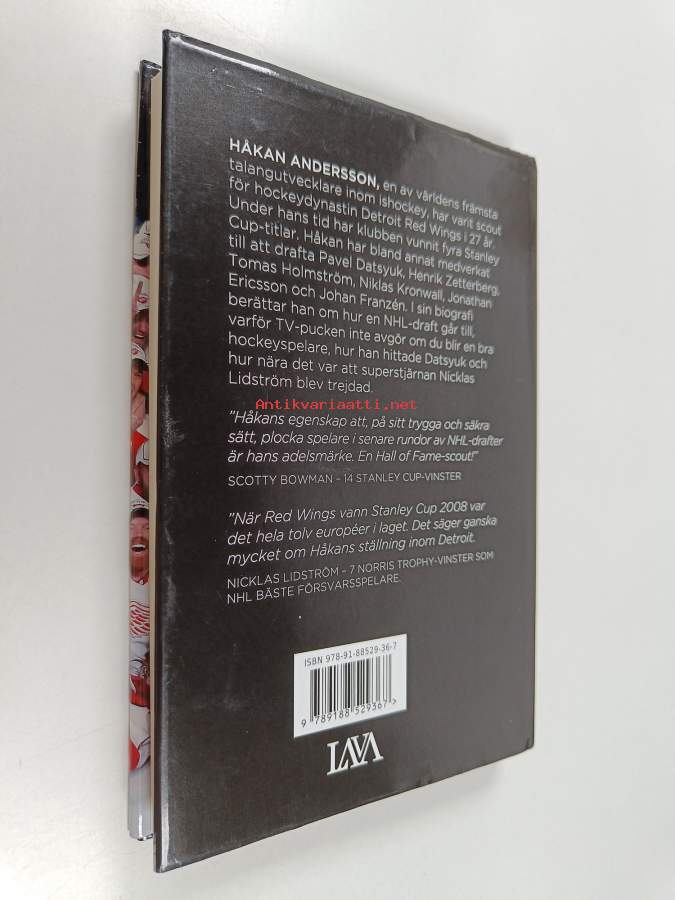 HÅKAN ANDERSSON, en av världens främsta
talangutvecklare inom ishockey, har varit scout
för hockeydynastin Detroit Red Wings i 27 år.
Under hans tid har klubben vunnit fyra Stanley
Cup-titlar. Håkan har bland annat medverkat
till att drafta Pavel Datsyuk, Henrik Zetterberg,
Tomas Holmström, Niklas Kronwall, Jonathan
Ericsson och Johan Franzén. I sin biografi
berättar han om hur en NHL-draft går till,
varför TV-pucken inte avgör om du blir en bra
hockeyspelare, hur han hittade Datsyuk och
hur nära det var att superstjärnan Nicklas
Lidström blev trejdad.
Antikvariaatti.net
"Håkans egenskap att, på sitt trygga och säkra
sätt, plocka spelare i senare rundor av NHL-drafter
är hans adelsmärke. En Hall of Fame-scout!"
SCOTTY BOWMAN – 14 STANLEY CUP-VINSTER
"När Red Wings vann Stanley Cup 2008 var
det hela tolv européer i laget. Det säger ganska
mycket om Håkans ställning inom Detroit.
NICKLAS LIDSTRÖM – 7 NORRIS TROPHY-VINSTER SOM
NHL BÄSTE FÖRSVARSSPELARE.
ISBN 978-91-88529-36-7
9 789188 529367 >
LAVA